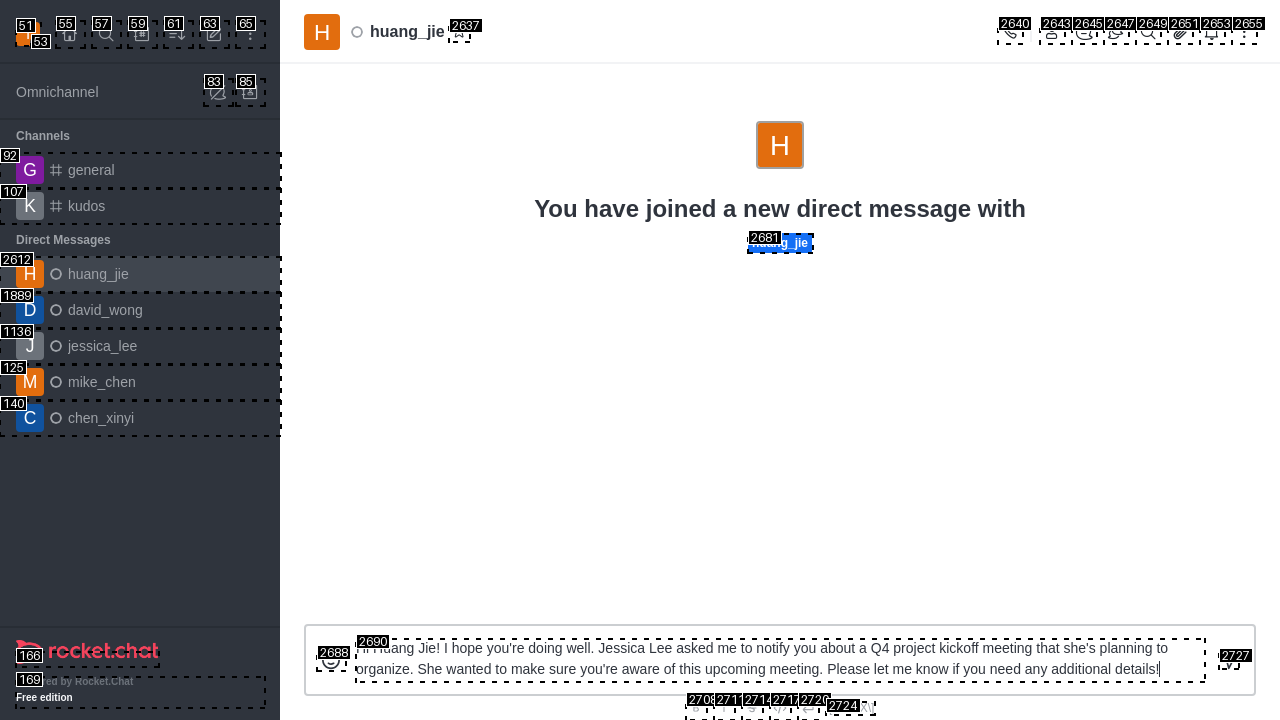 51
53
55
57
59
61
63
65
Omnichannel
83
85
Channels
92
G
general
107
K
kudos
Direct Messages
2612
H
huang_jie
1889
D
david_wong
1136
J
jessica_lee
125
M
mike_chen
140
C
chen_xinyi
166
rocket.chat
169
ed by Rocket.Chat
Free edition
H
huang_jie
2637
2640
2643
2645
2647
2649
2651
2653
2655
H
You have joined a new direct message with
2681
g_jie
2688
2690
Huang Jie! I hope you're doing well. Jessica Lee asked me to notify you about a Q4 project kickoff meeting that she's planning to
organize. She wanted to make sure you're aware of this upcoming meeting. Please let me know if you need any additional details!
2727
2708
2711
2714
2717
2720
2724